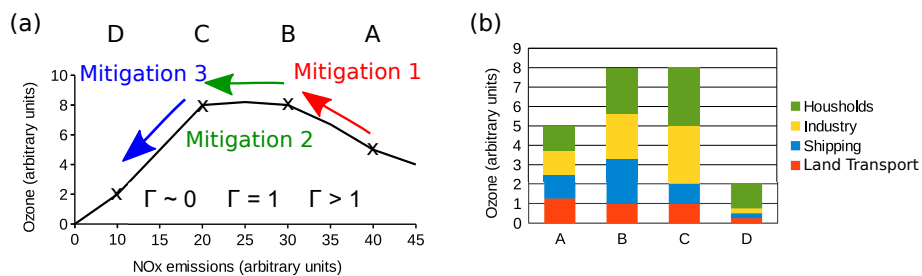 (a)
D C B A
Mitigation 3
Mitigation 1
Mitigation 2
Γ ~ 0 Γ = 1 Γ > 1
10
8
6
4
2
0
Ozone (arbitrary units)
0 5 10 15 20 25 30 35 40 45
NOx emissions (arbitrary units)
(b)
9
8
7
6
5
4
3
2
1
0
Ozone (arbitrary units)
A B C D
Housholds
Industry
Shipping
Land Transport